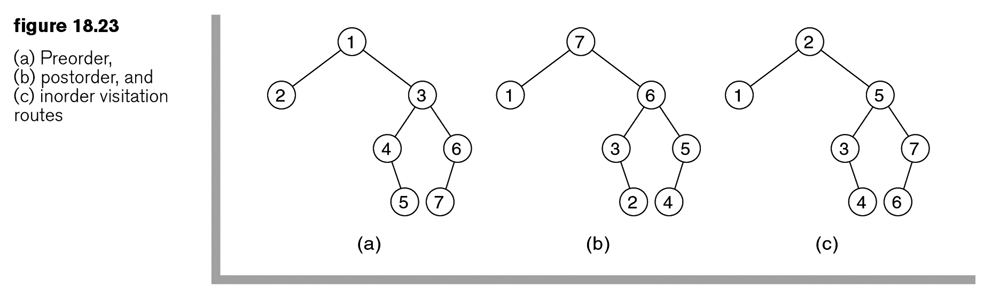 figure 18.23
(a) Preorder,
(b) postorder, and
(c) inorder visitation
routes
1
2 3
4 6
5 7
(a)
7
1 6
3 5
2 4
(b)
2
1 5
3 7
4 6
(c)